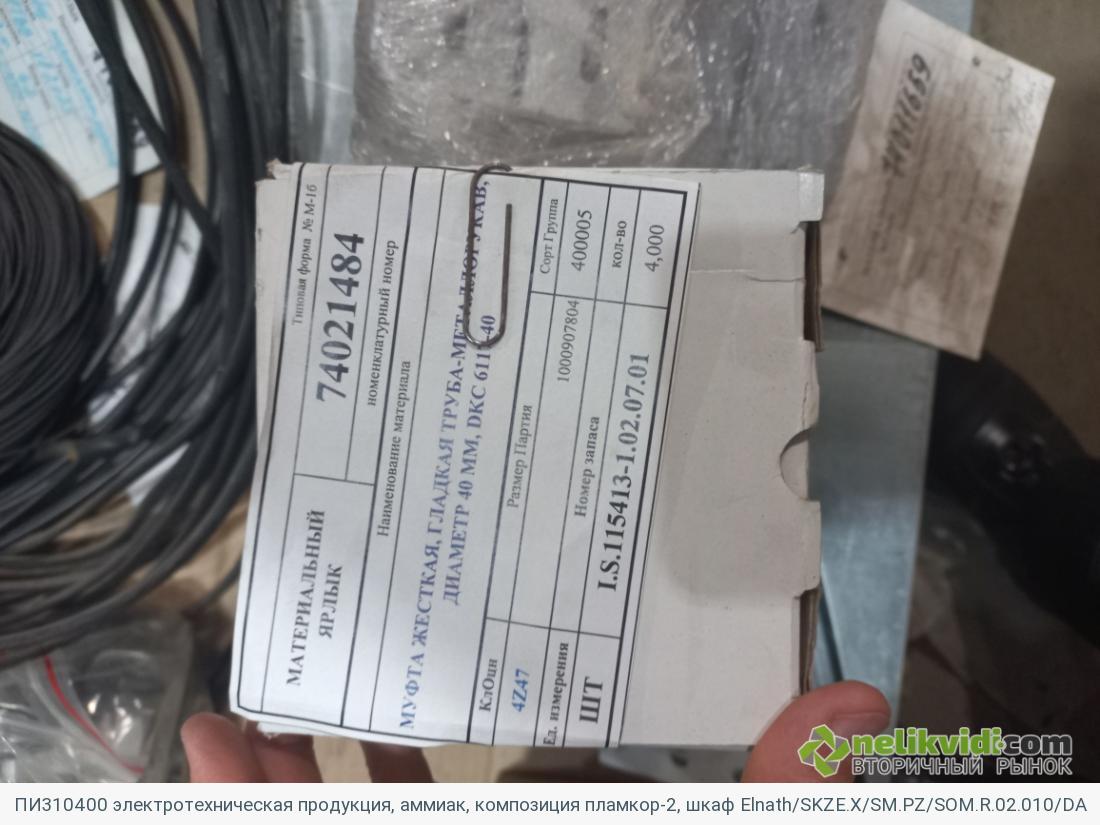 Типовая форма № М-16
МАТЕРИАЛЬНЫЙ
ЯРЛЫК
74021484
номенклатурный номер
Наименование материала
МУФТА ЖЕСТКАЯ, ГЛАДКАЯ ТРУБА-МЕТАЛЛОРУКАВ,
ДИАМЕТР 40 ММ, DKC
КлОцн
Размер Партия
Сорт Группа
4Z47
1000907804
400005
Ед. измерения
Номер запаса
кол-во
ШТ
I.S.115413-1.02.07.01
4,000
nelikvidi.com
ВТОРИЧНЫЙ РЫНОК
ПИ310400 электротехническая продукция, аммиак, композиция пламкор-2, шкаф Elnath/SKZE.X/SM.PZ/SOM.R.02.010/DA